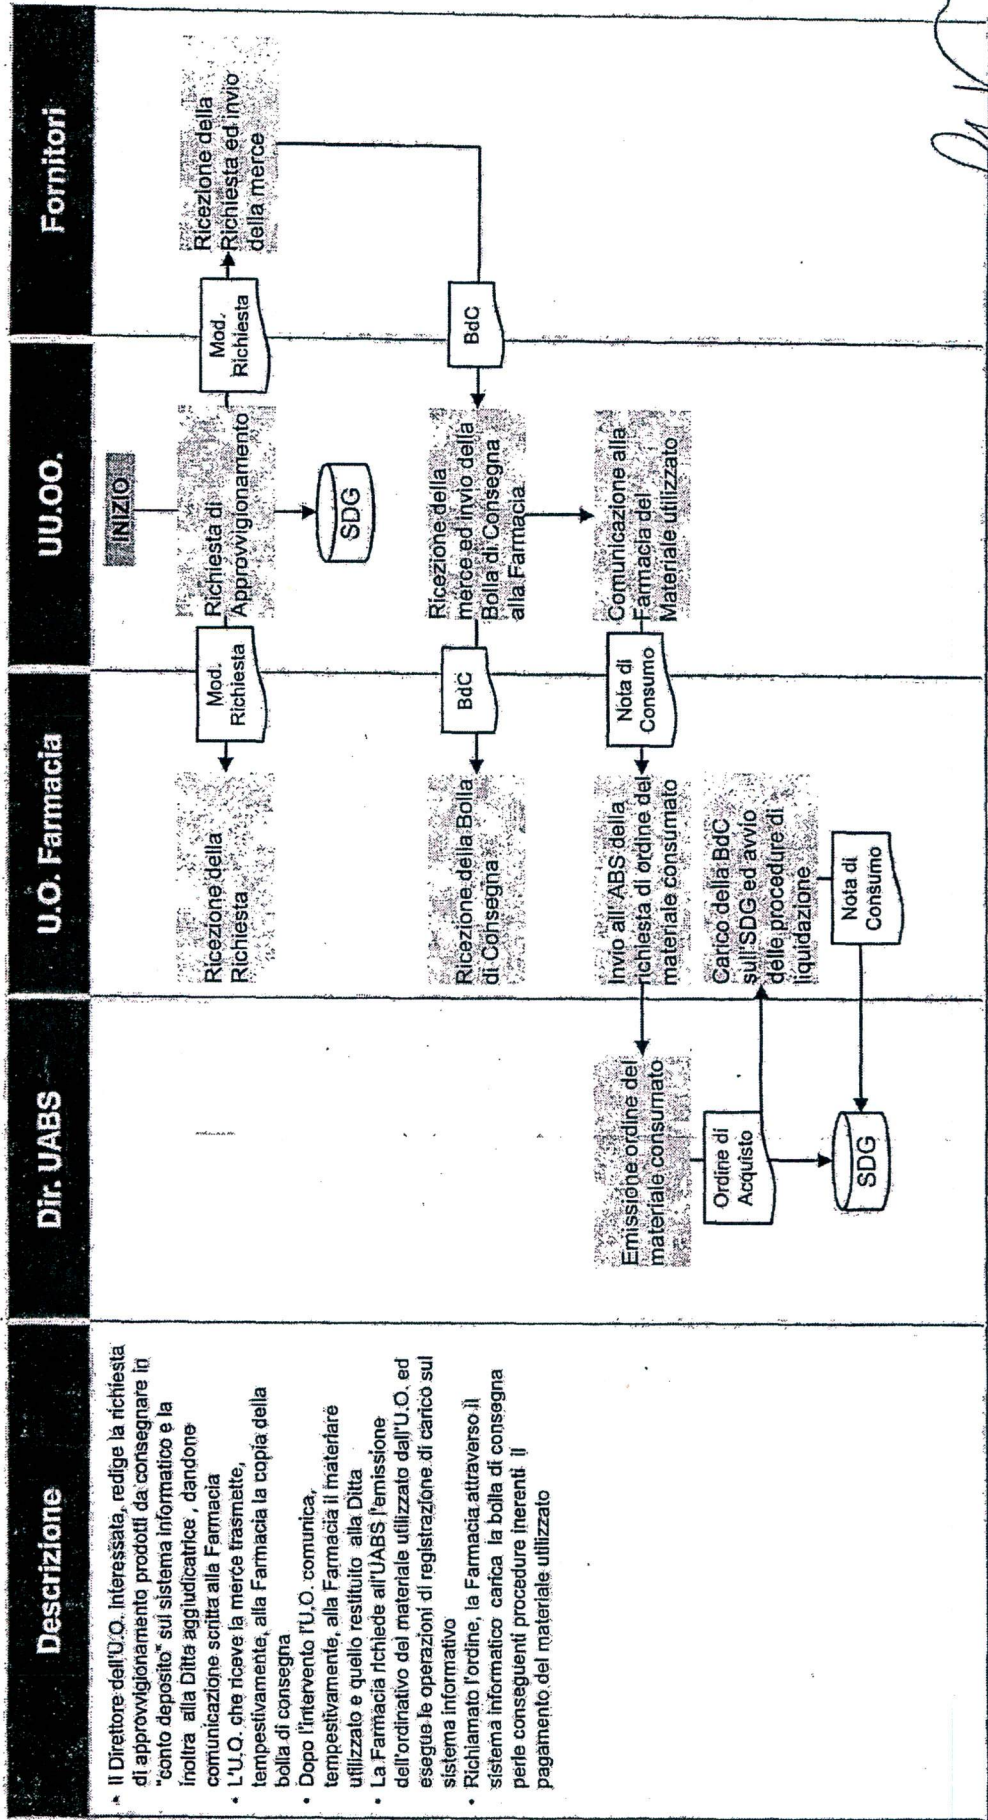 Descrizione
Dir. UABS
U.O. Farmacia
UU.OO.
Fornitori
• Il Direttore dell'U.O. interessata, redige la richiesta
di approvvigionamento prodotti da consegnare in
"conto deposito" sul sistema informatico e la
inoltra alla Ditta aggiudicatrice, dandone
comunicazione scritta alla Farmacia
• L'U.O. che riceve la merce trasmette,
tempestivamente, alla Farmacia la copia della
bolla di consegna
• Dopo l'intervento l'U.O. comunica,
tempestivamente, alla Farmacia il materiare
utilizzato e quello restituito alla Ditta
• La Farmacia richiede all'UABS l'emissione
dell'ordinativo del materiale utilizzato dall'U.O. ed
esegue le operazioni di registrazione di carico sul
sistema informativo
• Richiamato l'ordine, la Farmacia attraverso il
sistema informatico carica la bolla di consegna
perle conseguenti procedure inerenti il
pagamento del materiale utilizzato
INIZIO
Ricezione della
Richiesta
Mod.
Richiesta
Richiesta di
Approvvigionamento
Mod.
Richiesta
Ricezione della
Richiesta ed invio
della merce
SDG
Ricezione della Bolla
di Consegna
BdC
Ricezione della
merce ed invio della
Bolla di Consegna
alla Farmacia
BdC
Emissione ordine del
materiale consumato
Invio all' ABS della
richiesta di ordine del
materiale consumato
Nota di
Consumo
Comunicazione alla
Farmacia del
Materiale utilizzato
Ordine di
Acquisto
Carico della BdC
sull'SDG ed avvio
delle procedure di
liquidazione
SDG
Nota di
Consumo